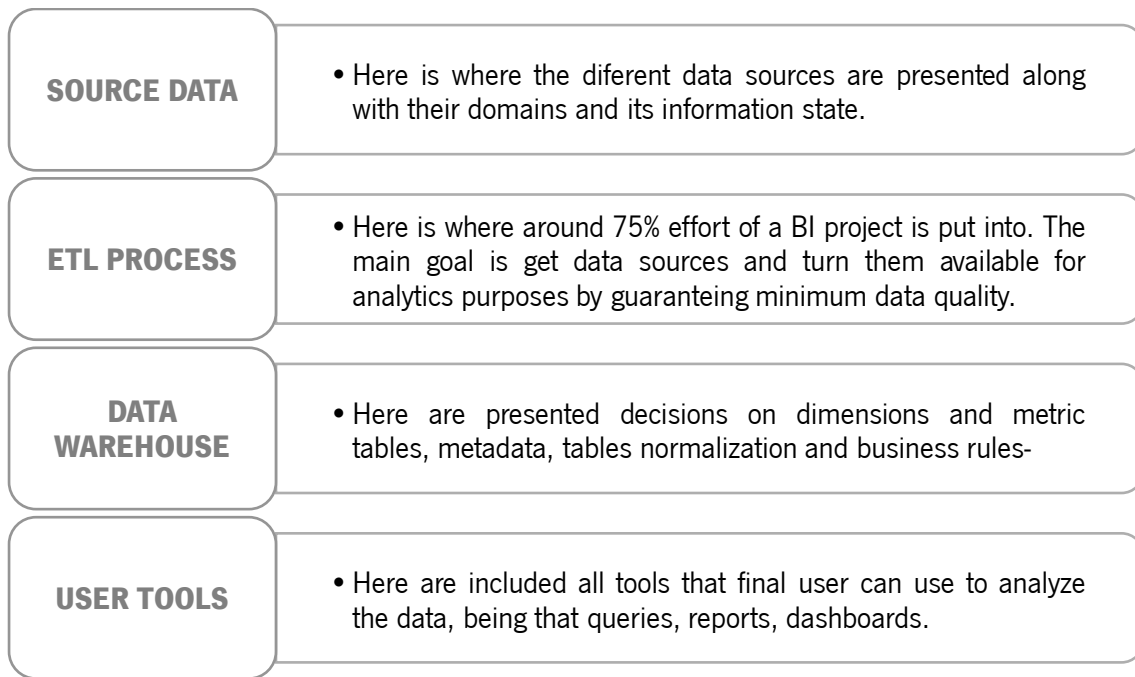 SOURCE DATA
• Here is where the diferent data sources are presented along
with their domains and its information state.
ETL PROCESS
• Here is where around 75% effort of a BI project is put into. The
main goal is get data sources and turn them available for
analytics purposes by guaranteing minimum data quality.
DATA
WAREHOUSE
• Here are presented decisions on dimensions and metric
tables, metadata, tables normalization and business rules-
USER TOOLS
• Here are included all tools that final user can use to analyze
the data, being that queries, reports, dashboards.